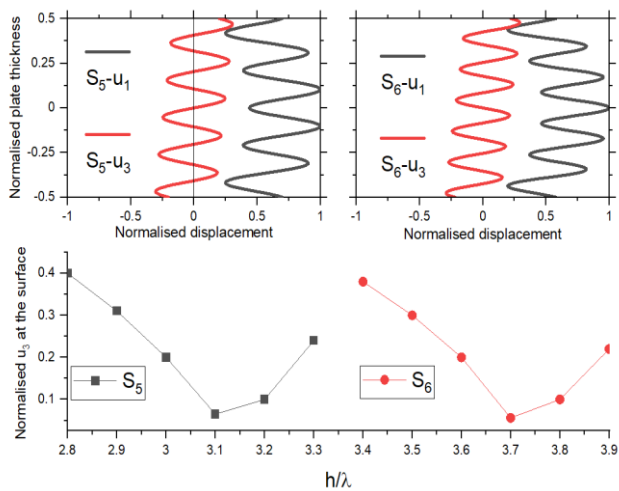 Normalised plate thickness
0.5
0.25
0
-0.25
-0.5
S5-u1
S5-u3
-1 -0.5 0 0.5 1
Normalised displacement
S6-u1
S6-u3
-1 -0.5 0 0.5 1
Normalised displacement
Normalised u3 at the surface
0.4
0.3
0.2
0.1
S5
S6
2.8 2.9 3 3.1 3.2 3.3 3.4 3.5 3.6 3.7 3.8 3.9
h/λ